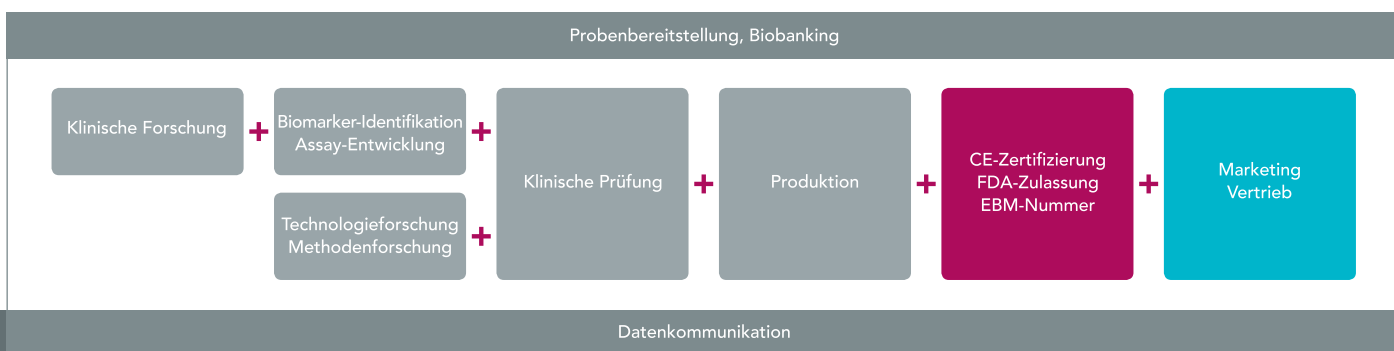 Probenbereitstellung, Biobanking
Klinische Forschung
+
Biomarker-Identifikation
Assay-Entwicklung
+
Technologieforschung
Methodenforschung
+
Klinische Prüfung
+
Produktion
+
CE-Zertifizierung
FDA-Zulassung
EBM-Nummer
+
Marketing
Vertrieb
Datenkommunikation